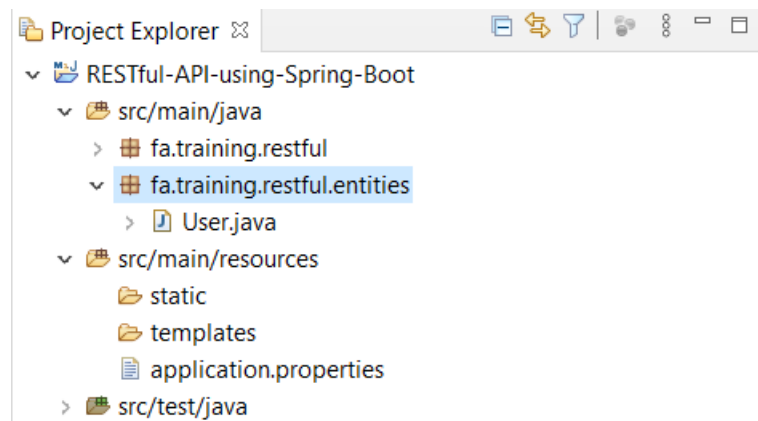 Project Explorer
RESTful-API-using-Spring-Boot
src/main/java
fa.training.restful
fa.training.restful.entities
User.java
src/main/resources
static
templates
application.properties
src/test/java